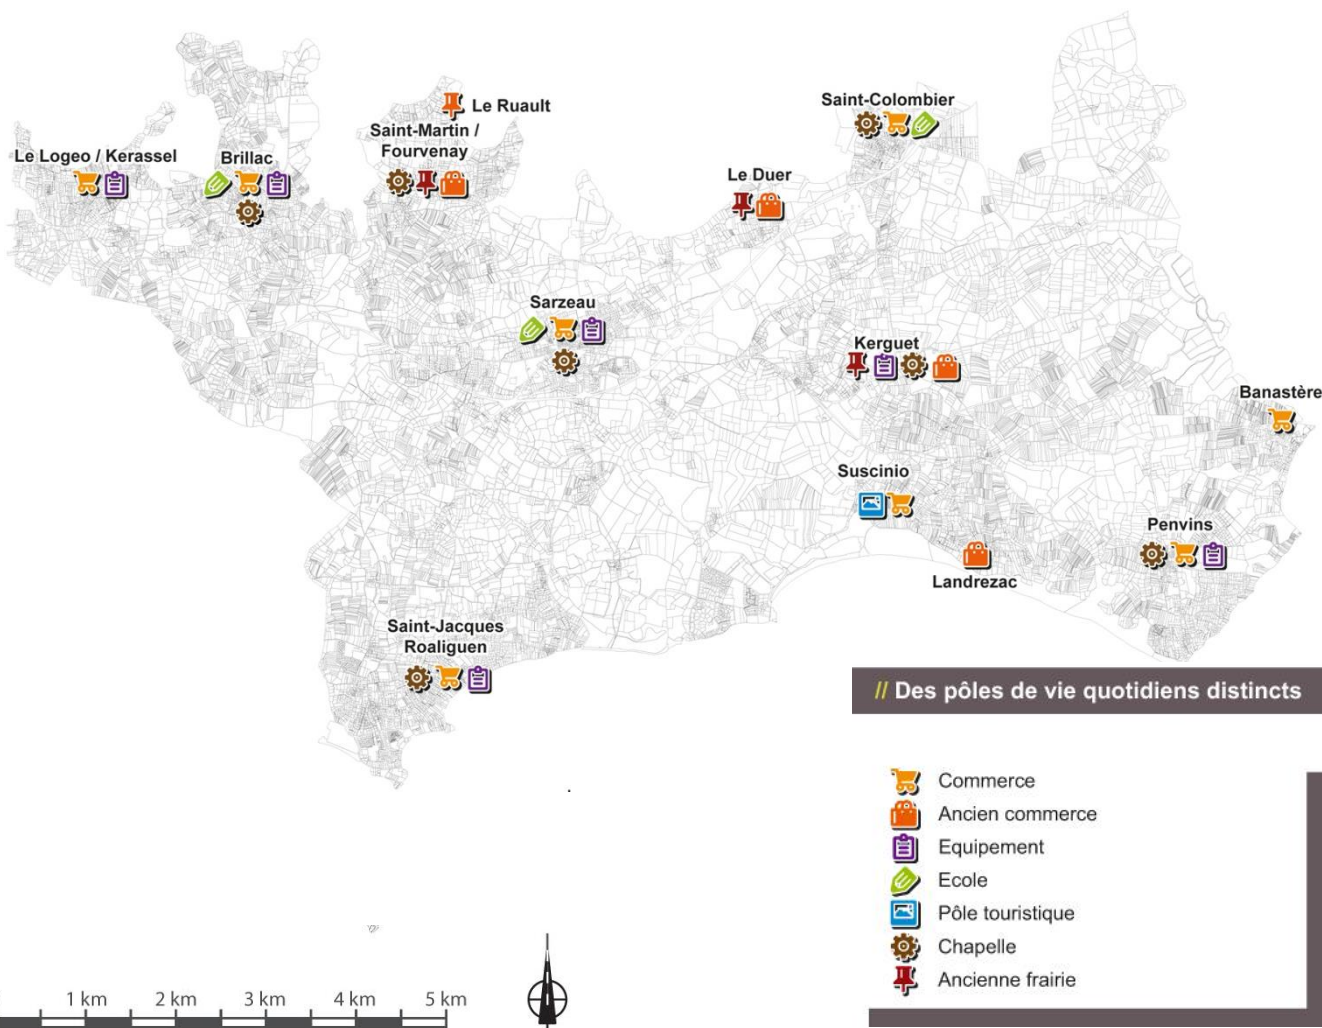 Le Ruault
Saint-Martin /
Fourvenay
Saint-Colombier
Le Logeo / Kerassel
Brillac
Le Duer
Sarzeau
Kerguet
Banastère
Suscinio
Penvins
Landrezac
Saint-Jacques
Roaliguen
// Des pôles de vie quotidiens distincts
Commerce
Ancien commerce
Equipement
Ecole
Pôle touristique
Chapelle
Ancienne frairie
1 km 2 km 3 km 4 km 5 km